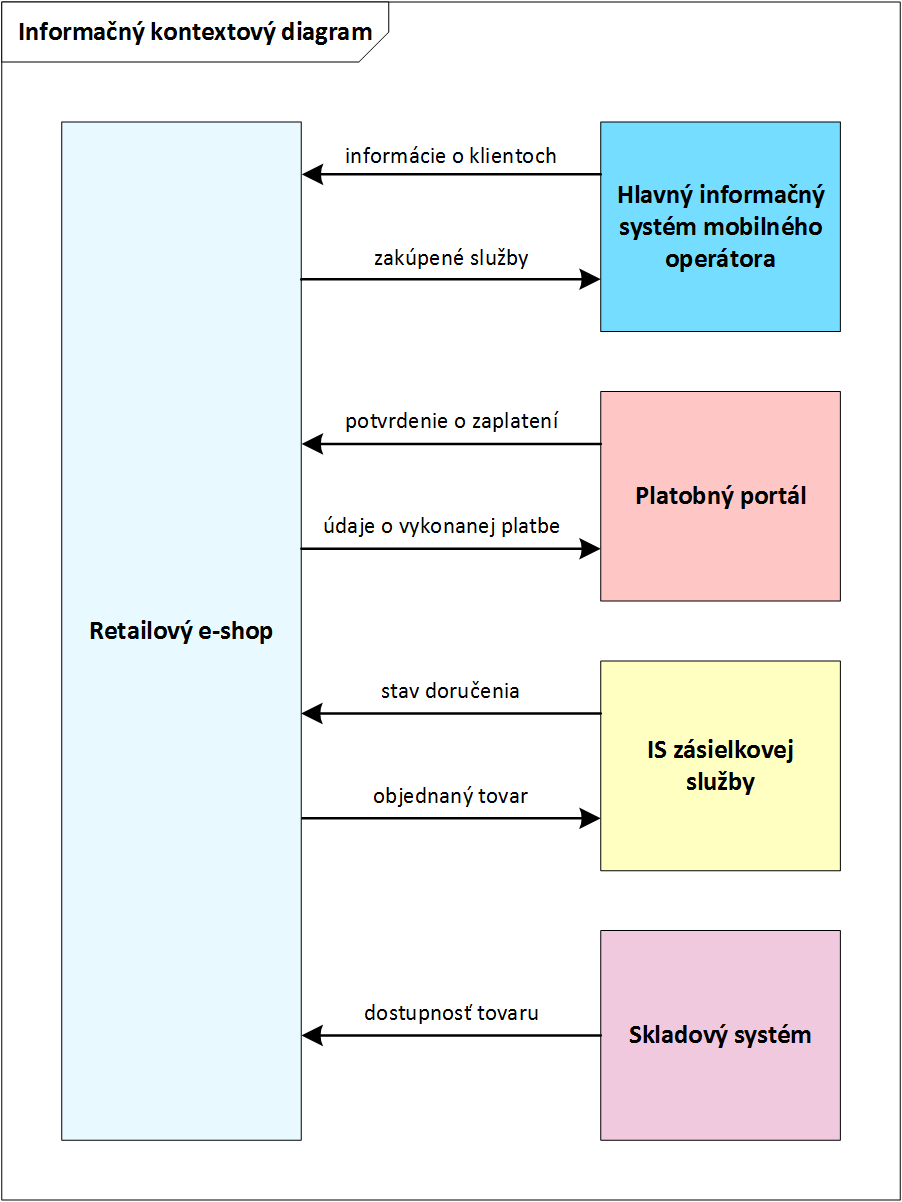 Informačný kontextový diagram
informácie o klientoch
Hlavný informačný
systém mobilného
operátora
zakúpené služby
potvrdenie o zaplatení
Platobný portál
údaje o vykonanej platbe
Retailový e-shop
stav doručenia
IS zásielkovej
služby
objednaný tovar
dostupnosť tovaru
Skladový systém